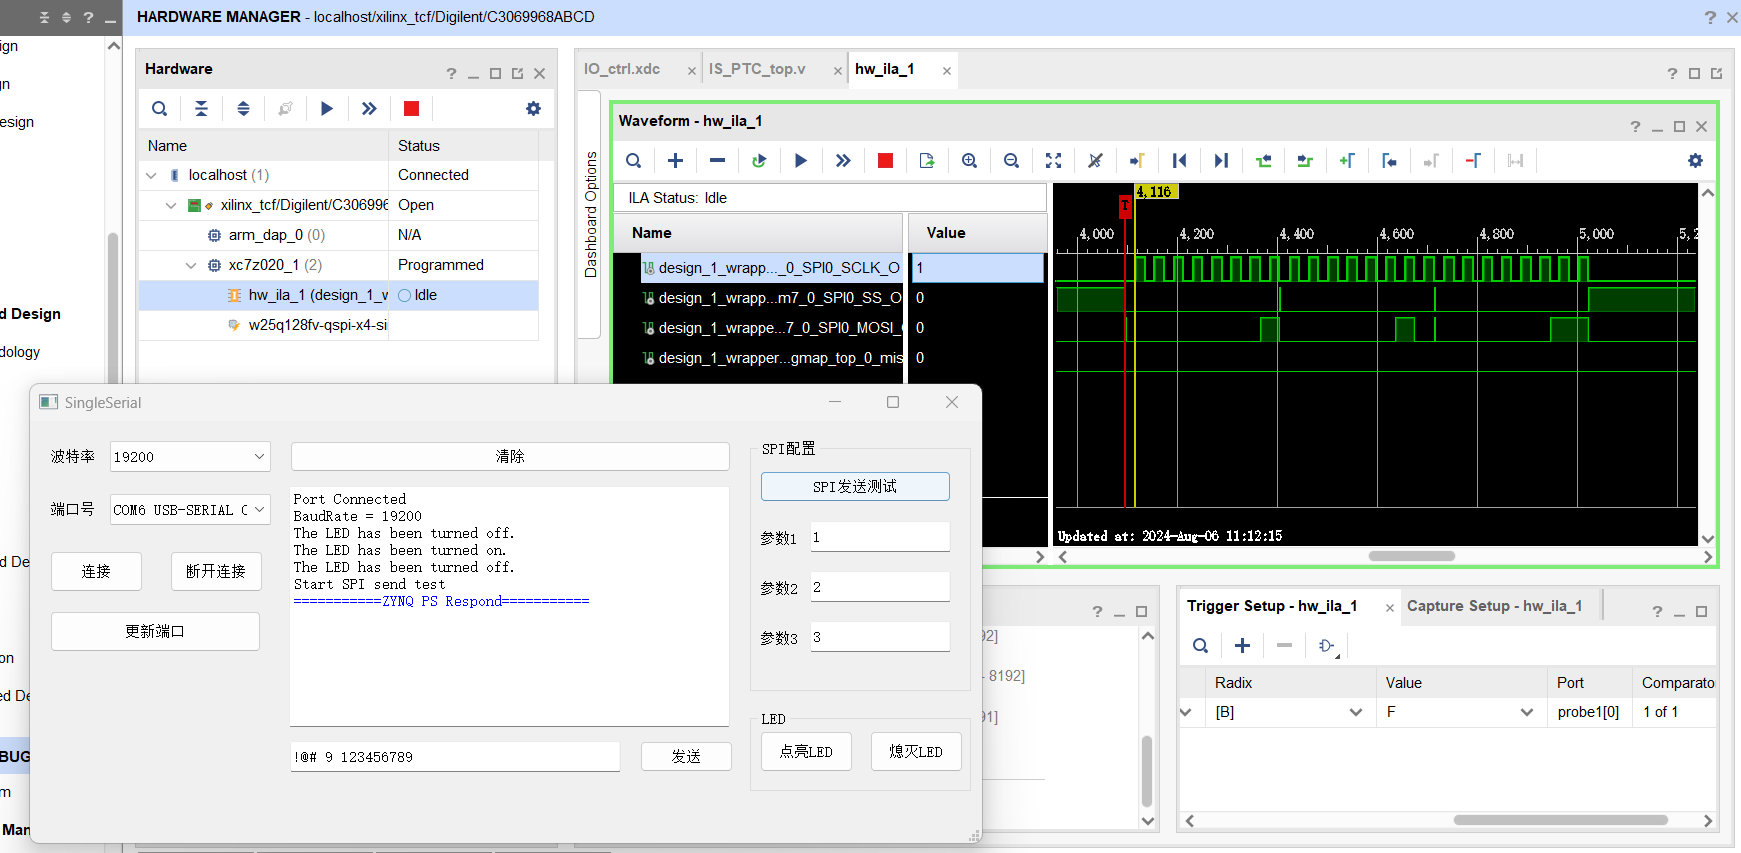 HARDWARE MANAGER - localhost/xilinx_tcf/Digilent/C3069968ABCD
ign
n
esign
d Design
dology
d De
on
ed De
BUG
m
Man
Hardware
Name Status
localhost (1) Connected
xilinx_tcf/Digilent/C306996 Open
arm_dap_0 (0) N/A
xc7z020_1 (2) Programmed
hw_ila_1 (design_1_w Idle
w25q128fv-qspi-x4-si
IO_ctrl.xdc IS_PTC_top.v hw_ila_1
Dashboard Options
Waveform - hw_ila_1
ILA Status: Idle
Name Value
design_1_wrapp..._0_SPI0_SCLK_O 1
design_1_wrapp...m7_0_SPI0_SS_O 0
design_1_wrappe...7_0_SPI0_MOSI_ 0
design_1_wrapper...gmap_top_0_mis 0
4,116
T
4,000 4,200 4,400 4,600 4,800 5,000 5,2
Updated at: 2024-Aug-06 11:12:15
SingleSerial
波特率 19200
端口号 COM6 USB-SERIAL C
连接 断开连接
更新端口
清除
Port Connected
BaudRate = 19200
The LED has been turned off.
The LED has been turned on.
The LED has been turned off.
Start SPI send test
===========ZYNQ PS Respond===========
!@# 9 123456789 发送
SPI配置
SPI发送测试
参数1 1
参数2 2
参数3 3
LED
点亮LED 熄灭LED
92]
- 8192]
91]
Trigger Setup - hw_ila_1 Capture Setup - hw_ila_1
Radix Value Port Comparato
[B] F probe1[0] 1 of 1